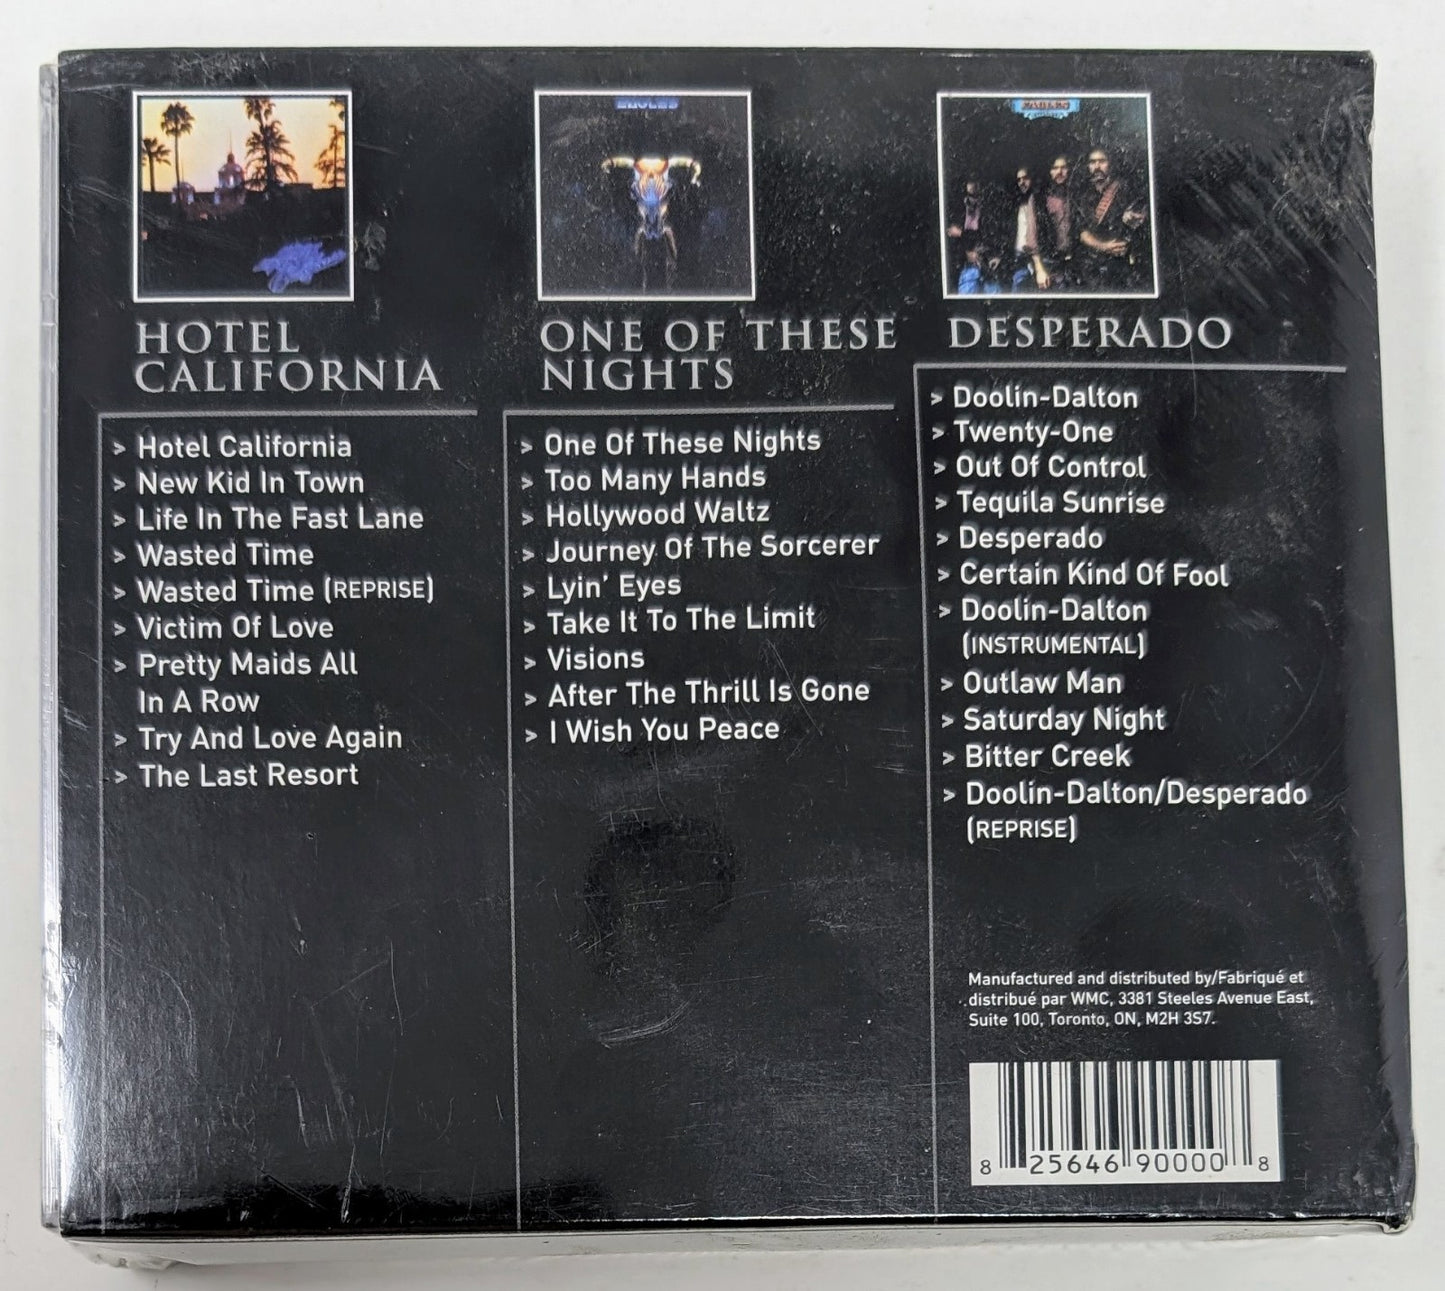 EAGLES
EAGLES
HOTEL
CALIFORNIA
> Hotel California
> New Kid In Town
> Life In The Fast Lane
> Wasted Time
> Wasted Time (REPRISE)
> Victim Of Love
> Pretty Maids All
In A Row
> Try And Love Again
> The Last Resort
ONE OF THESE
NIGHTS
> One Of These Nights
> Too Many Hands
> Hollywood Waltz
> Journey Of The Sorcerer
> Lyin' Eyes
> Take It To The Limit
> Visions
> After The Thrill Is Gone
> I Wish You Peace
DESPERADO
> Doolin-Dalton
> Twenty-One
> Out Of Control
> Tequila Sunrise
> Desperado
> Certain Kind Of Fool
> Doolin-Dalton
(INSTRUMENTAL)
> Outlaw Man
> Saturday Night
> Bitter Creek
> Doolin-Dalton/Desperado
(REPRISE)
Manufactured and distributed by/Fabriqué et
distribué par WMC, 3381 Steeles Avenue East,
Suite 100, Toronto, ON, M2H 3S7.
8 25646 90000 8